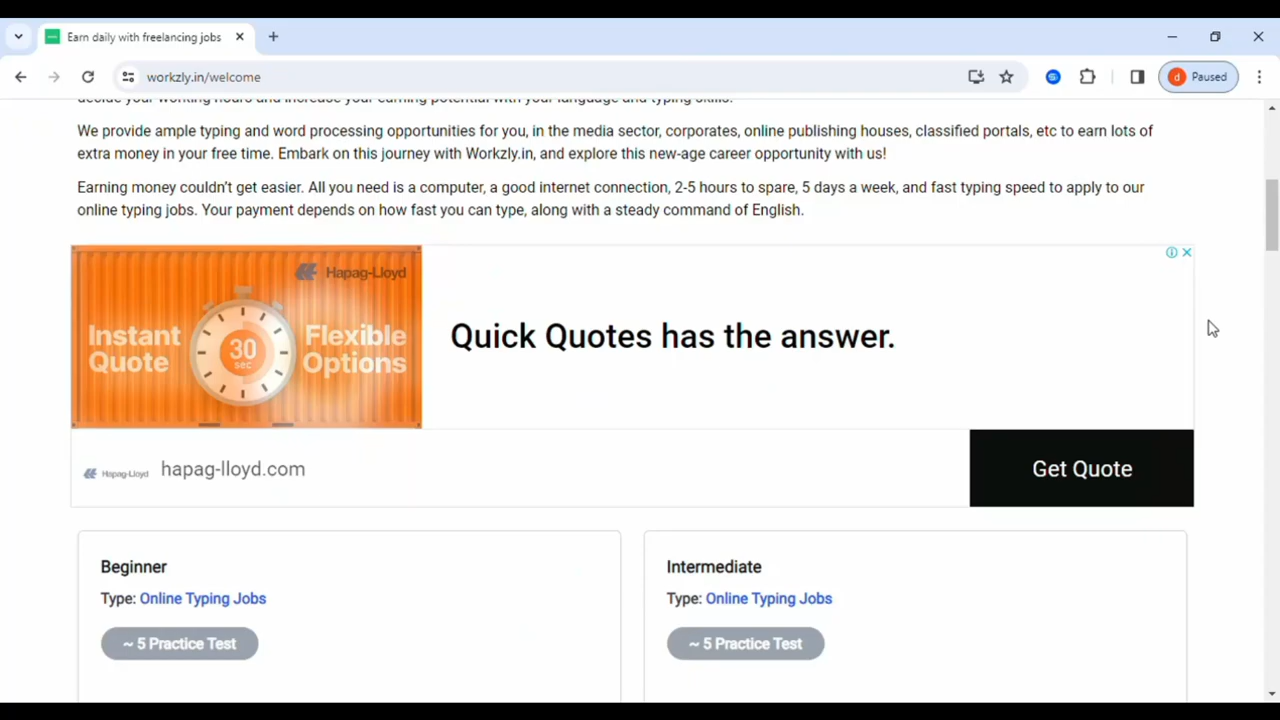 Earn daily with freelancing jobs
workzly.in/welcome
d Paused
decide your working hours and increase your earning potential with your language and typing skills.
We provide ample typing and word processing opportunities for you, in the media sector, corporates, online publishing houses, classified portals, etc to earn lots of
extra money in your free time. Embark on this journey with Workzly.in, and explore this new-age career opportunity with us!
Earning money couldn't get easier. All you need is a computer, a good internet connection, 2-5 hours to spare, 5 days a week, and fast typing speed to apply to our
online typing jobs. Your payment depends on how fast you can type, along with a steady command of English.
Hapag-Lloyd
Instant
Quote
30
sec
Flexible
Options
Quick Quotes has the answer.
Hapag-Lloyd
hapag-lloyd.com
Get Quote
Beginner
Type: Online Typing Jobs
~ 5 Practice Test
Intermediate
Type: Online Typing Jobs
~ 5 Practice Test